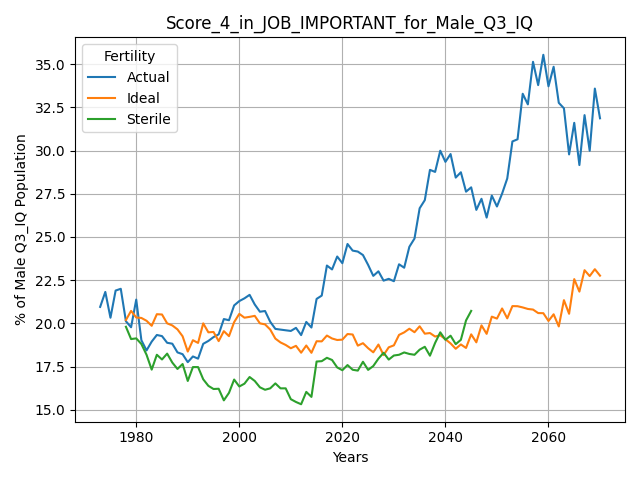 Score_4_in_JOB_IMPORTANT_for_Male_Q3_IQ
Fertility
Actual
Ideal
Sterile
% of Male Q3_IQ Population
35.0
32.5
30.0
27.5
25.0
22.5
20.0
17.5
15.0
1980 2000 2020 2040 2060
Years